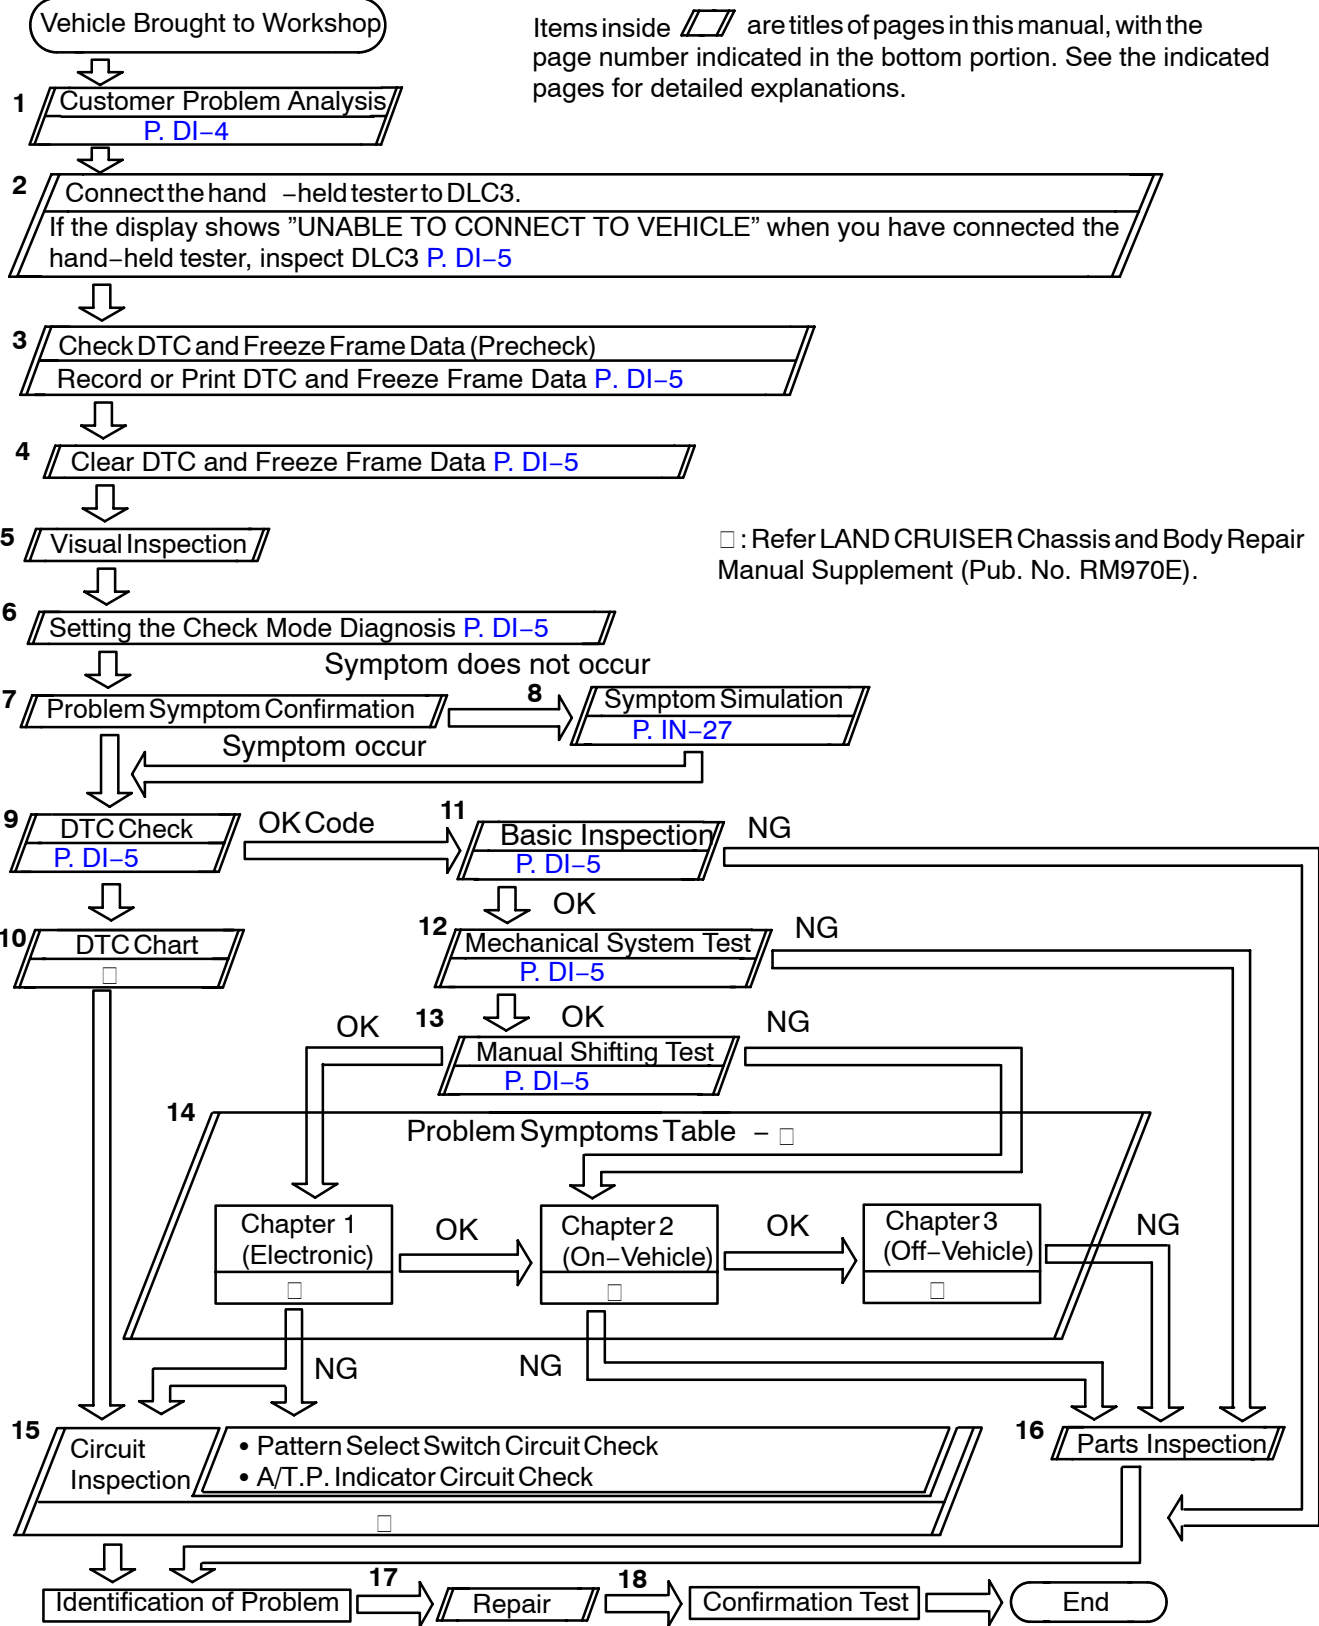 Vehicle Brought to Workshop
Items inside are titles of pages in this manual, with the
page number indicated in the bottom portion. See the indicated
pages for detailed explanations.
1 Customer Problem Analysis
P. DI–4
2 Connect the hand –held tester to DLC3.
If the display shows ”UNABLE TO CONNECT TO VEHICLE” when you have connected the
hand–held tester, inspect DLC3 P. DI–5
3 Check DTC and Freeze Frame Data (Precheck)
Record or Print DTC and Freeze Frame Data P. DI–5
4 Clear DTC and Freeze Frame Data P. DI–5
5 Visual Inspection
□ : Refer LAND CRUISER Chassis and Body Repair
Manual Supplement (Pub. No. RM970E).
6 Setting the Check Mode Diagnosis P. DI–5
Symptom does not occur
7 Problem Symptom Confirmation
8 Symptom Simulation
P. IN–27
Symptom occur
9 DTC Check
P. DI–5
OK Code
11 Basic Inspection
P. DI–5
NG
OK
10 DTC Chart
□
12 Mechanical System Test
P. DI–5
NG
OK
OK
13 Manual Shifting Test
P. DI–5
NG
14 Problem Symptoms Table – □
Chapter 1
(Electronic)
□
OK
Chapter 2
(On–Vehicle)
□
OK
Chapter 3
(Off–Vehicle)
□
NG
NG
NG
15 Circuit
Inspection
• Pattern Select Switch Circuit Check
• A/T.P. Indicator Circuit Check
□
16 Parts Inspection
Identification of Problem
17 Repair
18 Confirmation Test
End